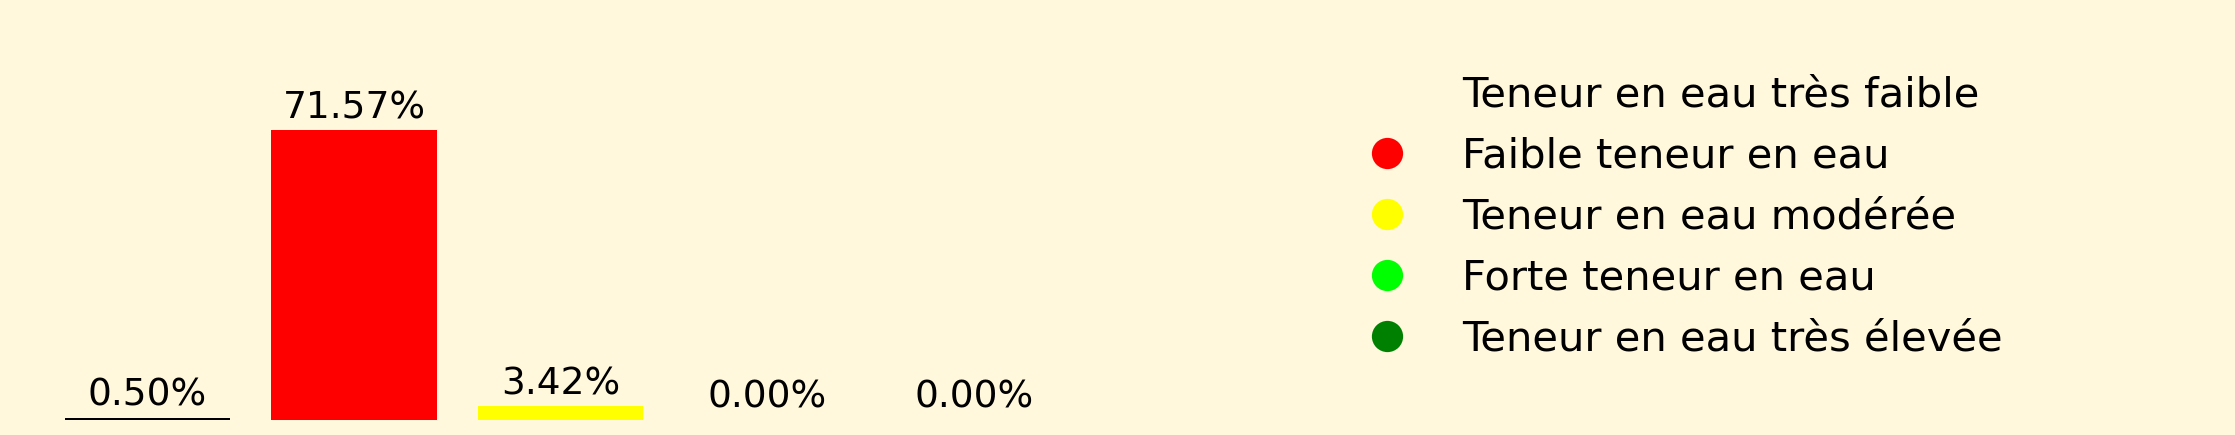 71.57%
0.50%
3.42%
0.00%
0.00%
Teneur en eau très faible
Faible teneur en eau
Teneur en eau modérée
Forte teneur en eau
Teneur en eau très élevée